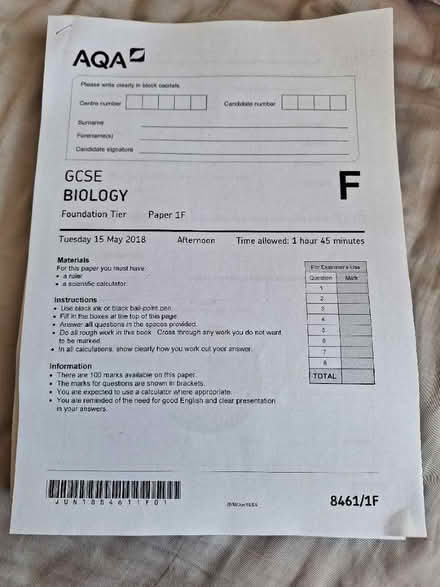 AQA
Please write clearly in block capitals.
Centre number
Candidate number
Surname
Forename(s)
Candidate signature
GCSE
BIOLOGY
F
Foundation Tier Paper 1F
Tuesday 15 May 2018 Afternoon Time allowed: 1 hour 45 minutes
Materials
For this paper you must have:
• a ruler
• a scientific calculator.
Instructions
• Use black ink or black ball-point pen.
• Fill in the boxes at the top of this page.
• Answer all questions in the spaces provided.
• Do all rough work in this book. Cross through any work you do not want
to be marked.
• In all calculations, show clearly how you work out your answer.
Information
• There are 100 marks available on this paper.
• The marks for questions are shown in brackets.
• You are expected to use a calculator where appropriate.
• You are reminded of the need for good English and clear presentation
in your answers.
For Examiner's Use
Question Mark
1
2
3
4
5
6
7
8
TOTAL
JUN1884611F01
8461/1F